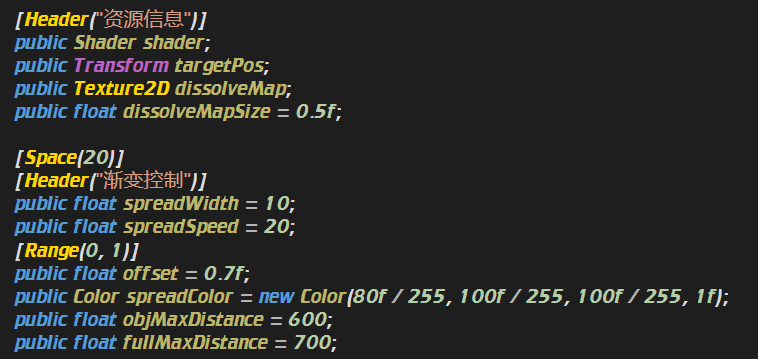 [Header("资源信息")]
public Shader shader;
public Transform targetPos;
public Texture2D dissolveMap;
public float dissolveMapSize = 0.5f;
[Space(20)]
[Header("渐变控制")]
public float spreadWidth = 10;
public float spreadSpeed = 20;
[Range(0, 1)]
public float offset = 0.7f;
public Color spreadColor = new Color(80f / 255, 100f / 255, 100f / 255, 1f);
public float objMaxDistance = 600;
public float fullMaxDistance = 700;